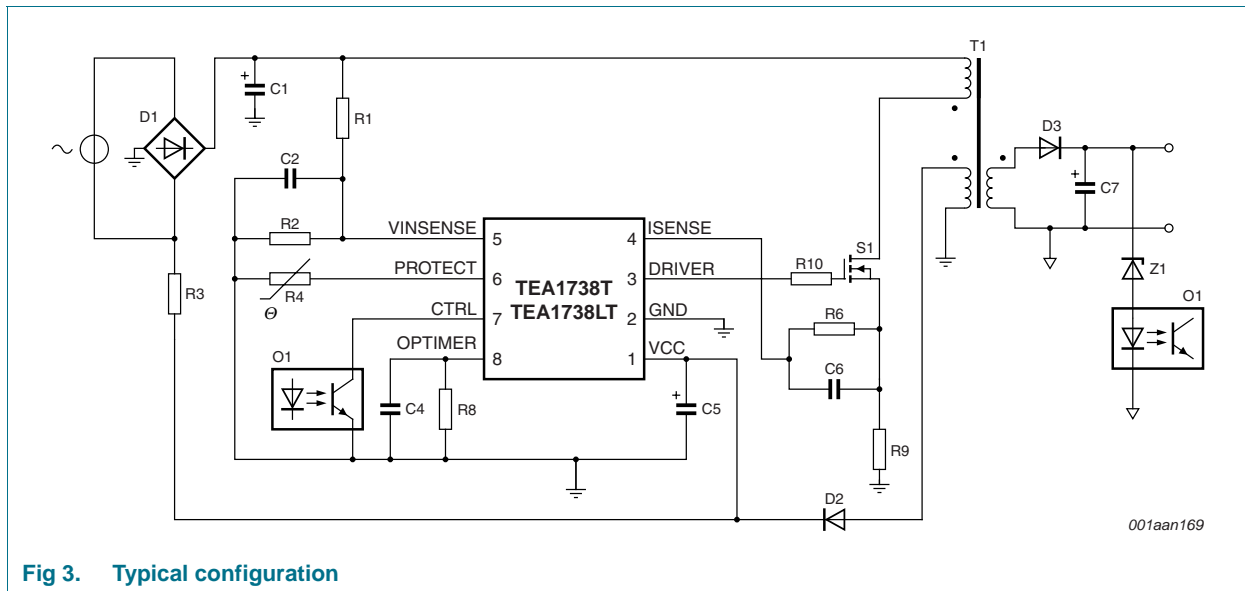 T1
+
C1
D1
R1
~
D3
C2
+
C7
R2
VINSENSE
5
4
ISENSE
S1
PROTECT
6
3
DRIVER
R10
Z1
R3
R4
Θ
TEA1738T
TEA1738LT
CTRL
7
2
GND
R6
O1
OPTIMER
8
1
VCC
O1
C6
C4
R8
+
C5
R9
D2
001aan169
Fig 3. Typical configuration